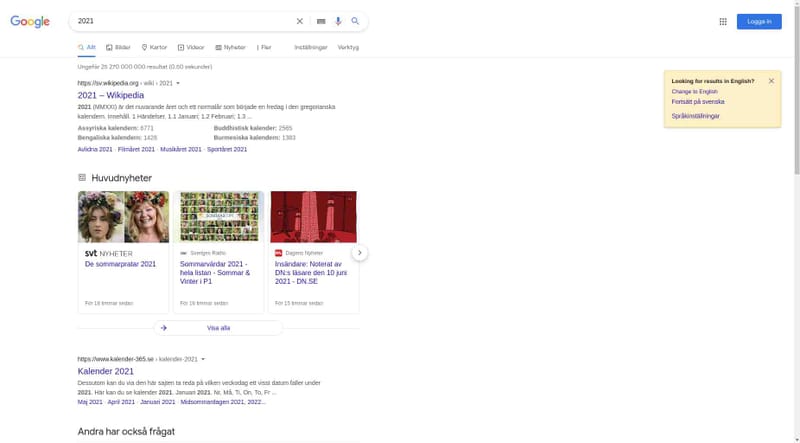 Google
2021
Logga in
Allt Bilder Kartor Videor Nyheter Fler Inställningar Verktyg
Ungefär 25 270 000 000 resultat (0,60 sekunder)
https://sv.wikipedia.org › wiki › 2021
2021 – Wikipedia
2021 (MMXXI) är det nuvarande året och ett normalår som började en fredag i den gregorianska
kalendern. Innehåll. 1 Händelser. 1.1 Januari; 1.2 Februari; 1.3 ...
Assyriska kalendern: 6771 Buddhistisk kalender: 2565
Bengaliska kalendern: 1428 Burmesiska kalendern: 1383
Avlidna 2021 · Filmåret 2021 · Musikåret 2021 · Sportåret 2021
Looking for results in English?
Change to English
Fortsätt på svenska
Språkinställningar
Huvudnyheter
svt NYHETER
De sommarpratar 2021
För 16 timmar sedan
Sveriges Radio
Sommarvärdar 2021 -
hela listan - Sommar &
Vinter i P1
För 19 timmar sedan
Dagens Nyheter
Insändare: Noterat av
DN:s läsare den 10 juni
2021 - DN.SE
För 15 timmar sedan
Visa alla
https://www.kalender-365.se › kalender-2021
Kalender 2021
Dessutom kan du via den här sajten ta reda på vilken veckodag ett visst datum faller under
2021. Här kan du se kalender 2021. Januari 2021. Nr, Må, Ti, On, To, Fr ...
Maj 2021 · April 2021 · Januari 2021 · Midsommardagen 2021, 2022...
Andra har också frågat